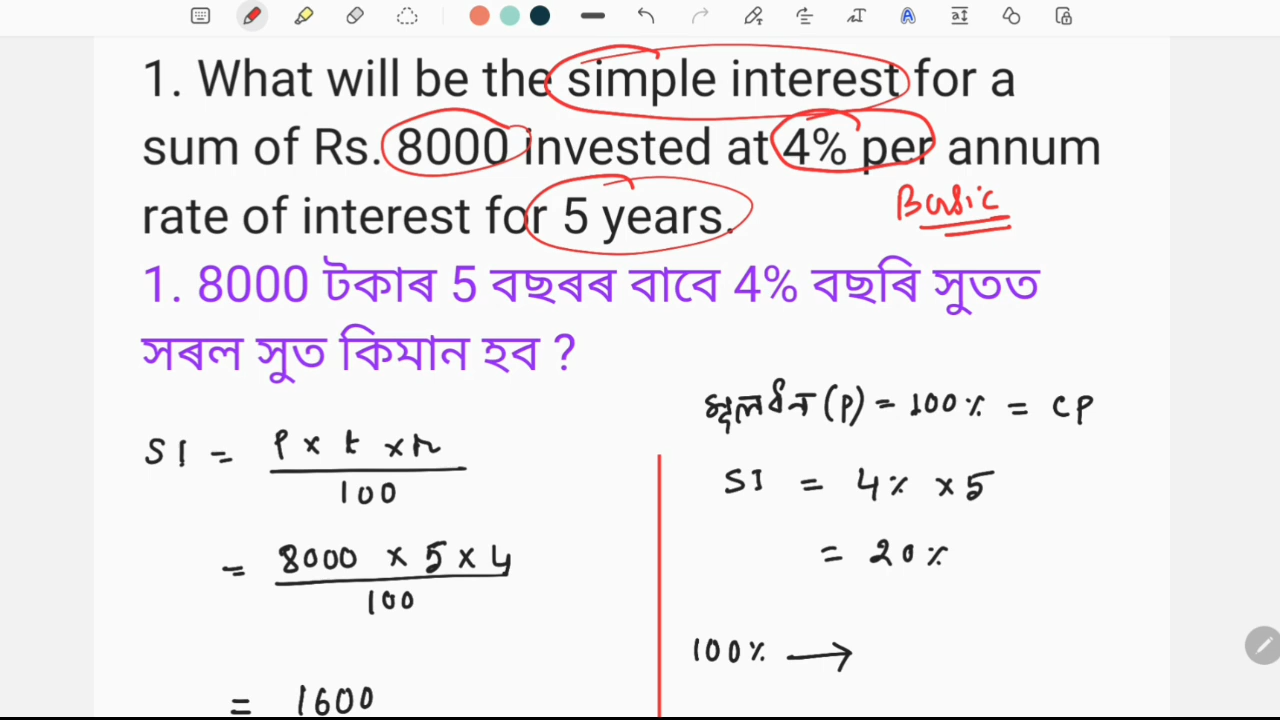 1. What will be the simple interest for a
sum of Rs. 8000 invested at 4% per annum
rate of interest for 5 years.
Basic
1. 8000 টকাৰ 5 বছৰৰ বাবে 4% বছৰি সুতত
সৰল সুত কিমান হব ?
SI = P × t × r
100
= 8000 × 5 × 4
100
= 1600
মূলধন (P) = 100% = CP
SI = 4% × 5
= 20%
100% →